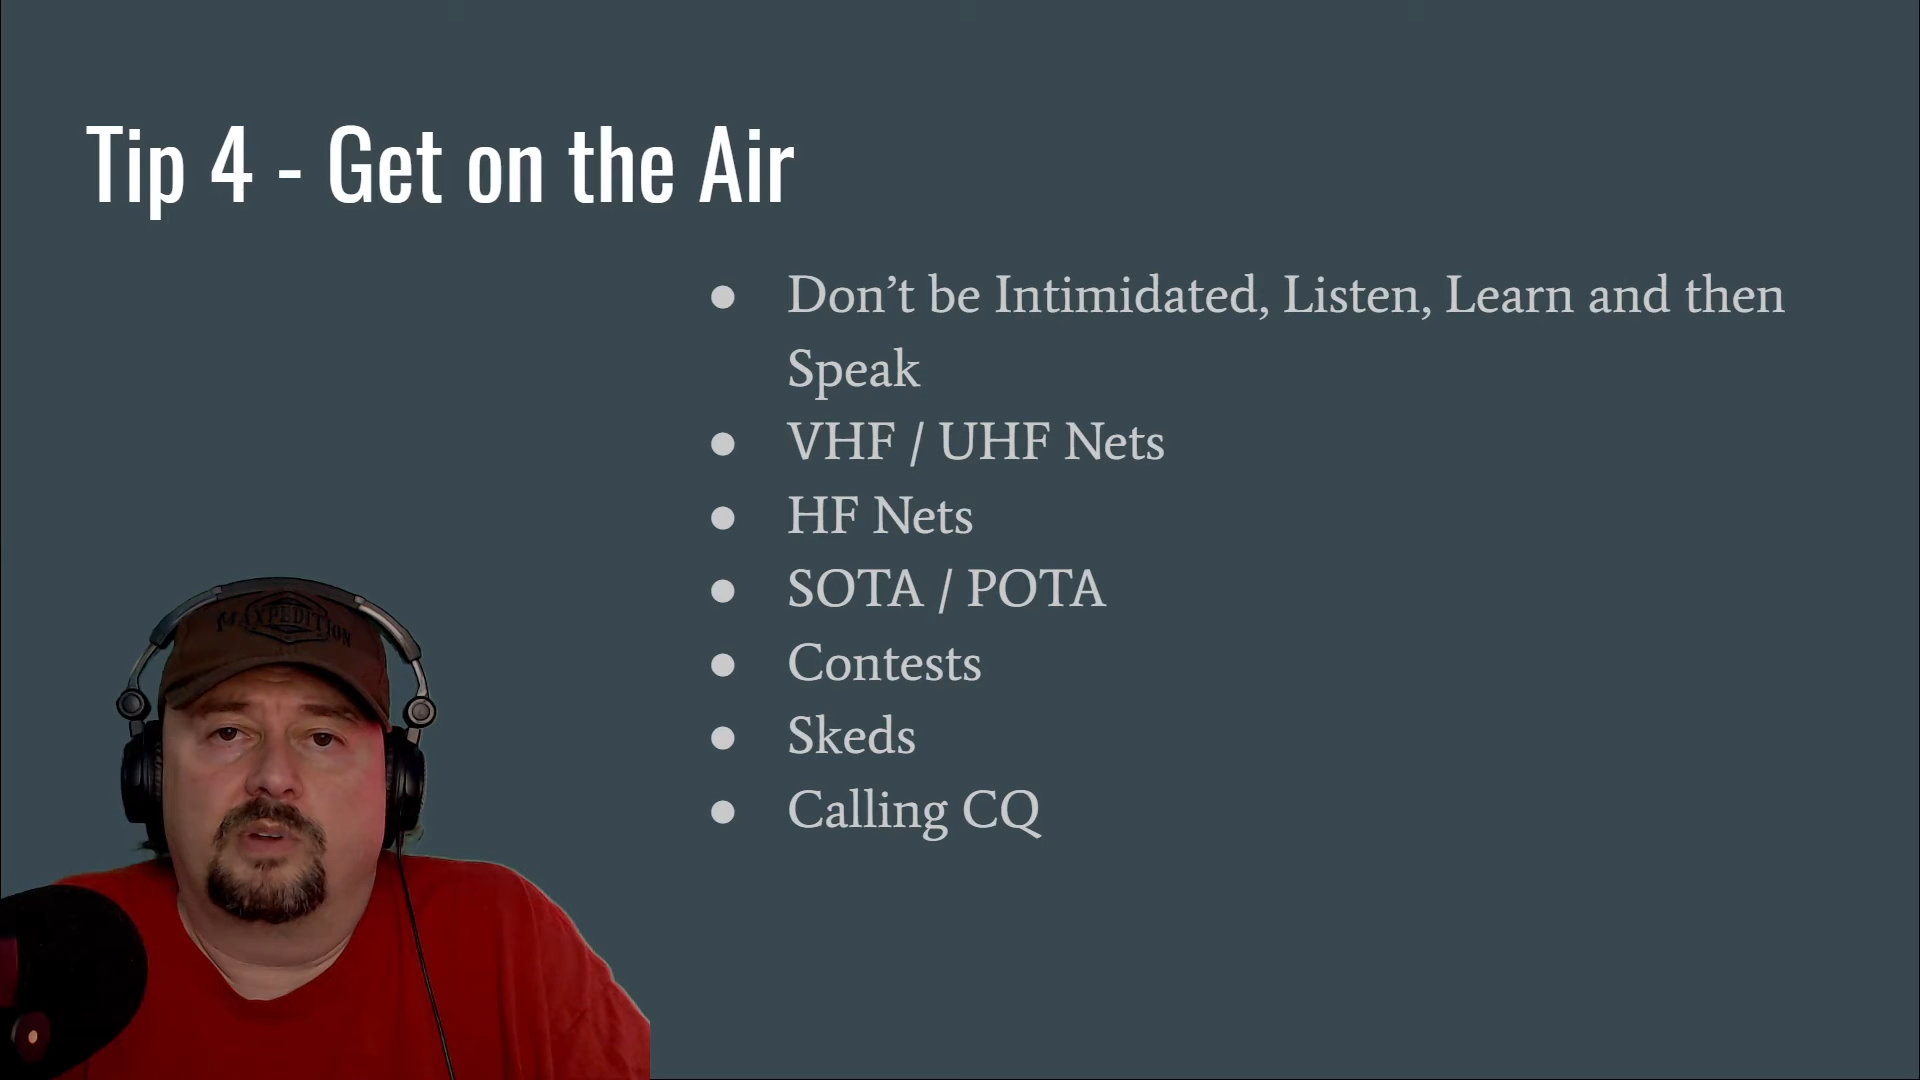 Tip 4 - Get on the Air
● Don’t be Intimidated, Listen, Learn and then
Speak
● VHF / UHF Nets
● HF Nets
● SOTA / POTA
● Contests
● Skeds
● Calling CQ
MAXPEDITION